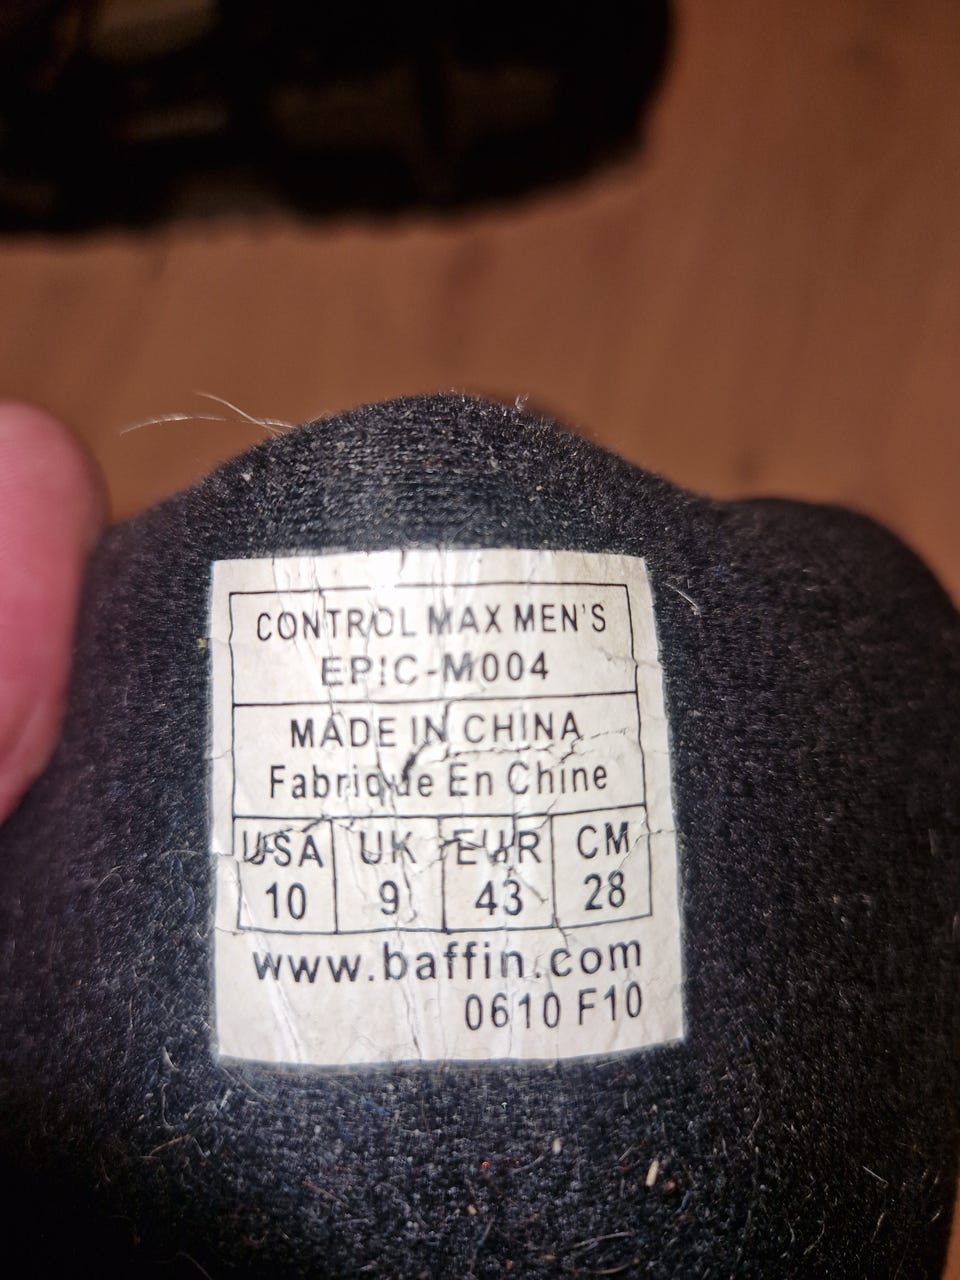 CONTROL MAX MEN'S
EPIC-M004
MADE IN CHINA
Fabrique En Chine
USA UK EUR CM
10 9 43 28
www.baffin.com
0610 F10